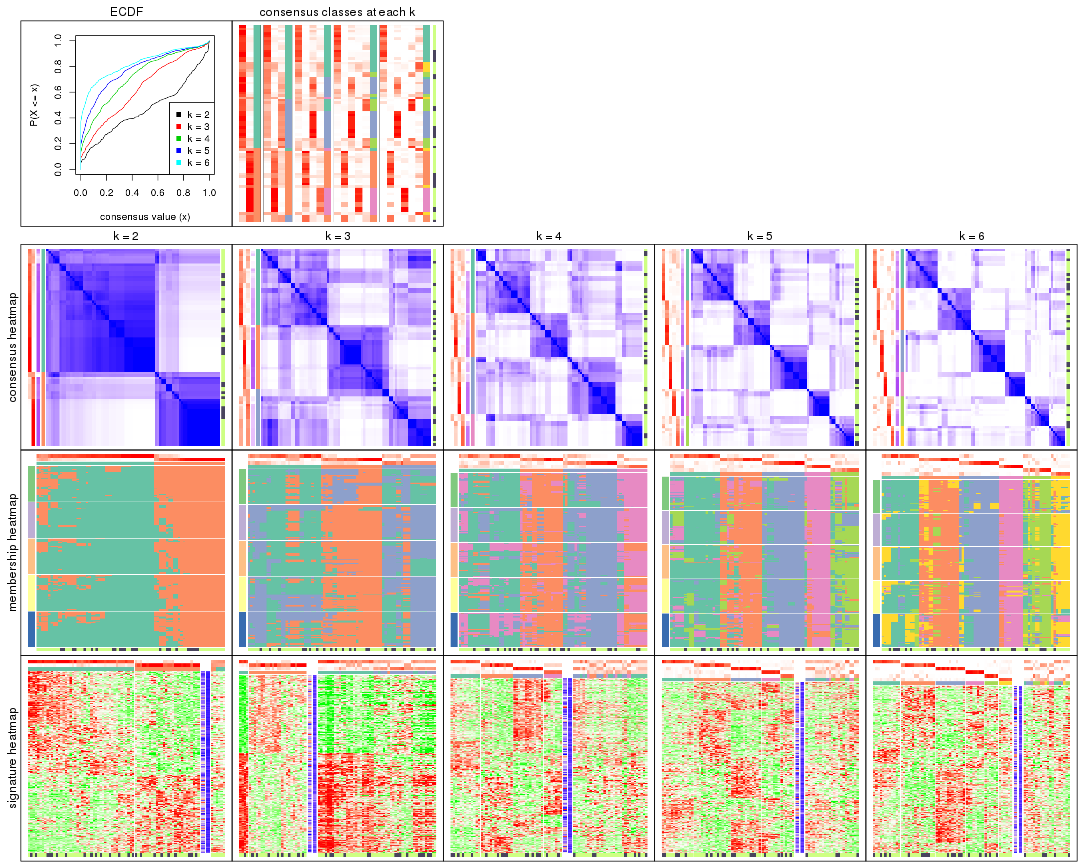 ECDF
consensus classes at each k
P(X <= x)
0.0 0.2 0.4 0.6 0.8 1.0
k = 2
k = 3
k = 4
k = 5
k = 6
0.0 0.2 0.4 0.6 0.8 1.0
consensus value (x)
k = 2
k = 3
k = 4
k = 5
k = 6
consensus heatmap
membership heatmap
signature heatmap